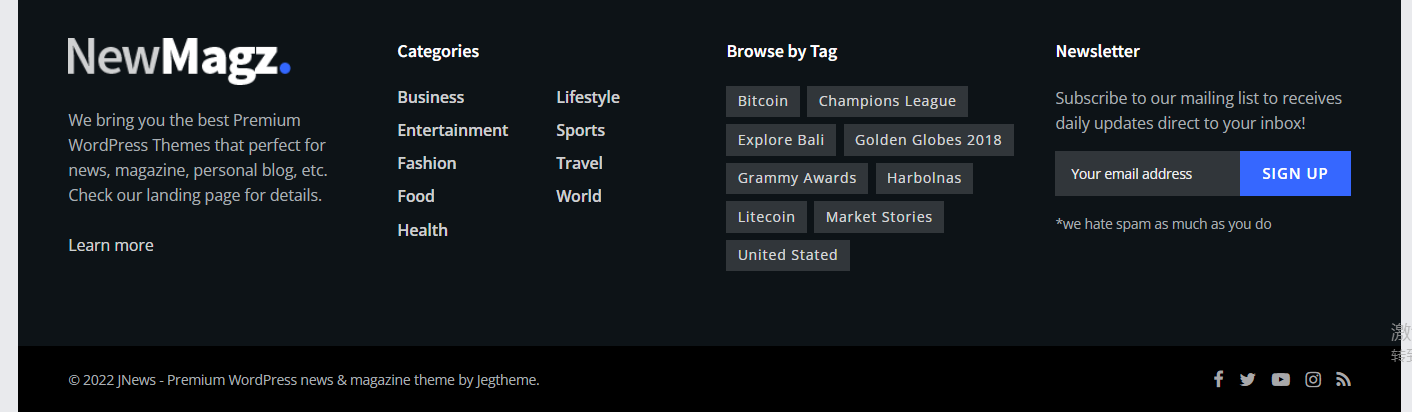 NewMagz.
We bring you the best Premium
WordPress Themes that perfect for
news, magazine, personal blog, etc.
Check our landing page for details.
Learn more
Categories
Business
Entertainment
Fashion
Food
Health
Lifestyle
Sports
Travel
World
Browse by Tag
Bitcoin Champions League
Explore Bali Golden Globes 2018
Grammy Awards Harbolnas
Litecoin Market Stories
United Stated
Newsletter
Subscribe to our mailing list to receives
daily updates direct to your inbox!
Your email address SIGN UP
*we hate spam as much as you do
激
转
© 2022 JNews - Premium WordPress news & magazine theme by Jegtheme.